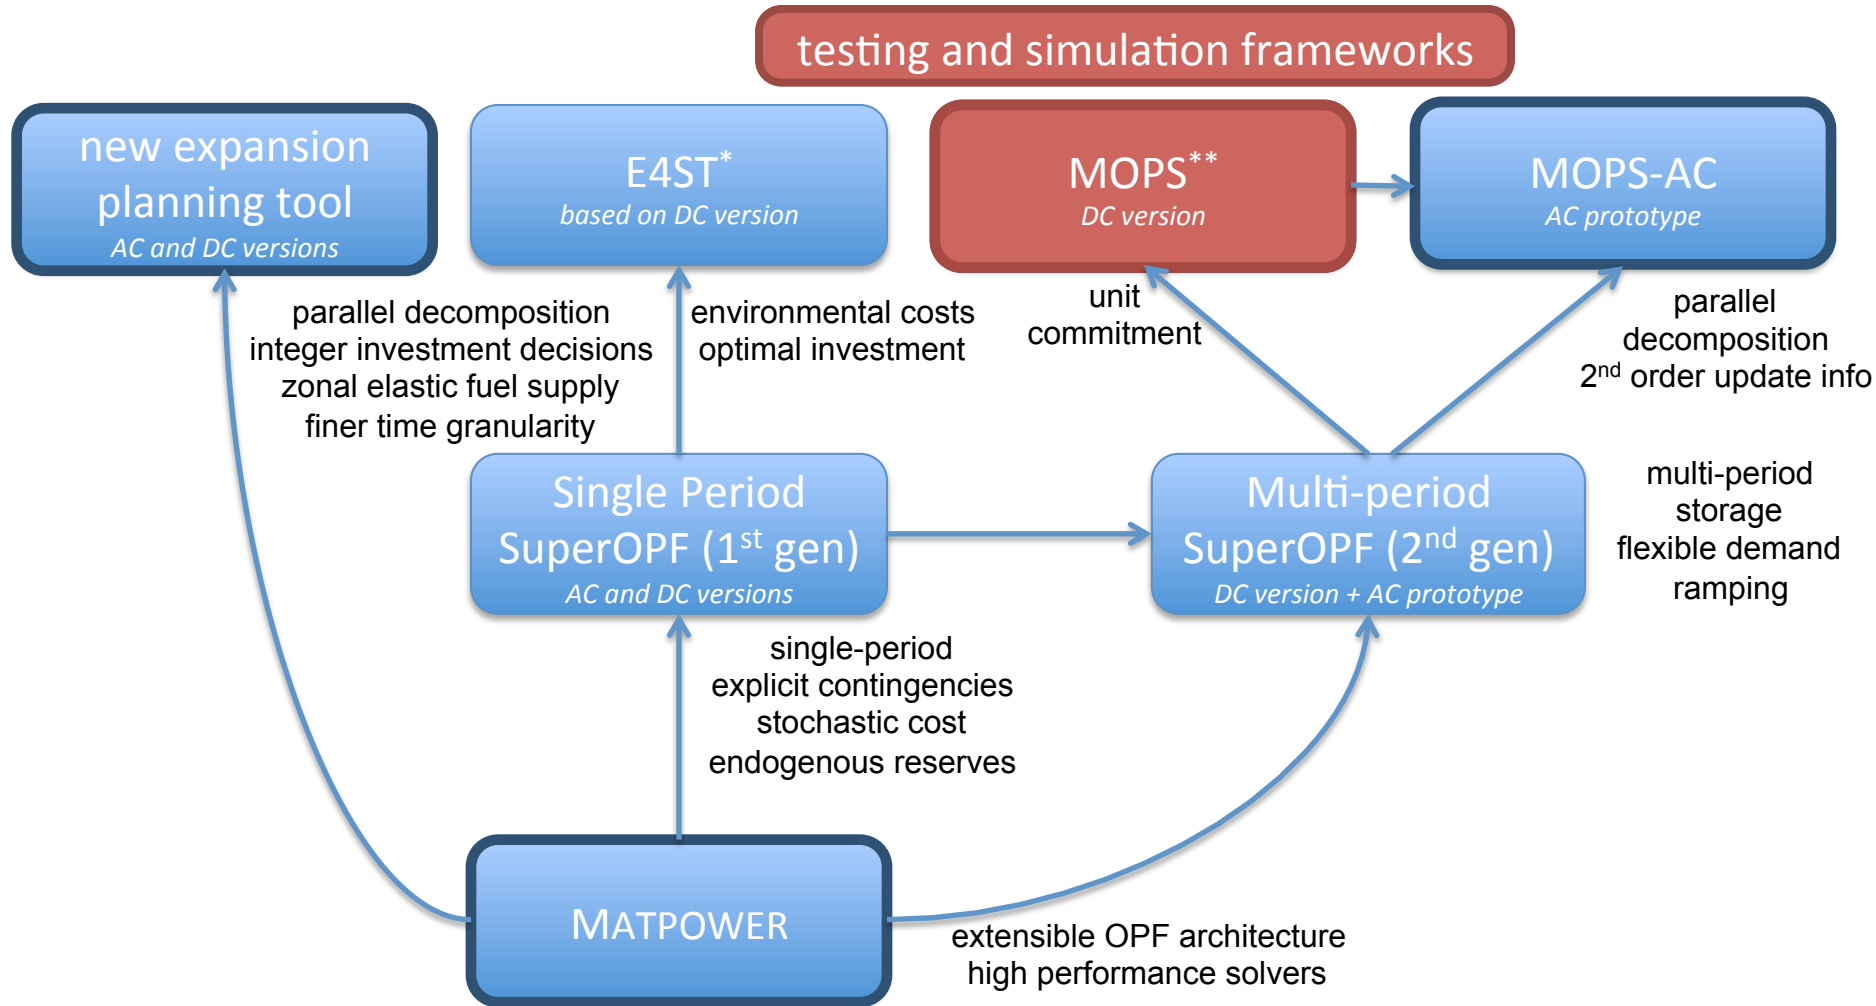 testing and simulation frameworks
new expansion
planning tool
AC and DC versions
E4ST*
based on DC version
MOPS**
DC version
MOPS-AC
AC prototype
parallel decomposition
integer investment decisions
zonal elastic fuel supply
finer time granularity
environmental costs
optimal investment
unit
commitment
parallel
decomposition
2nd order update info
Single Period
SuperOPF (1st gen)
AC and DC versions
Multi-period
SuperOPF (2nd gen)
DC version + AC prototype
multi-period
storage
flexible demand
ramping
single-period
explicit contingencies
stochastic cost
endogenous reserves
MATPOWER
extensible OPF architecture
high performance solvers